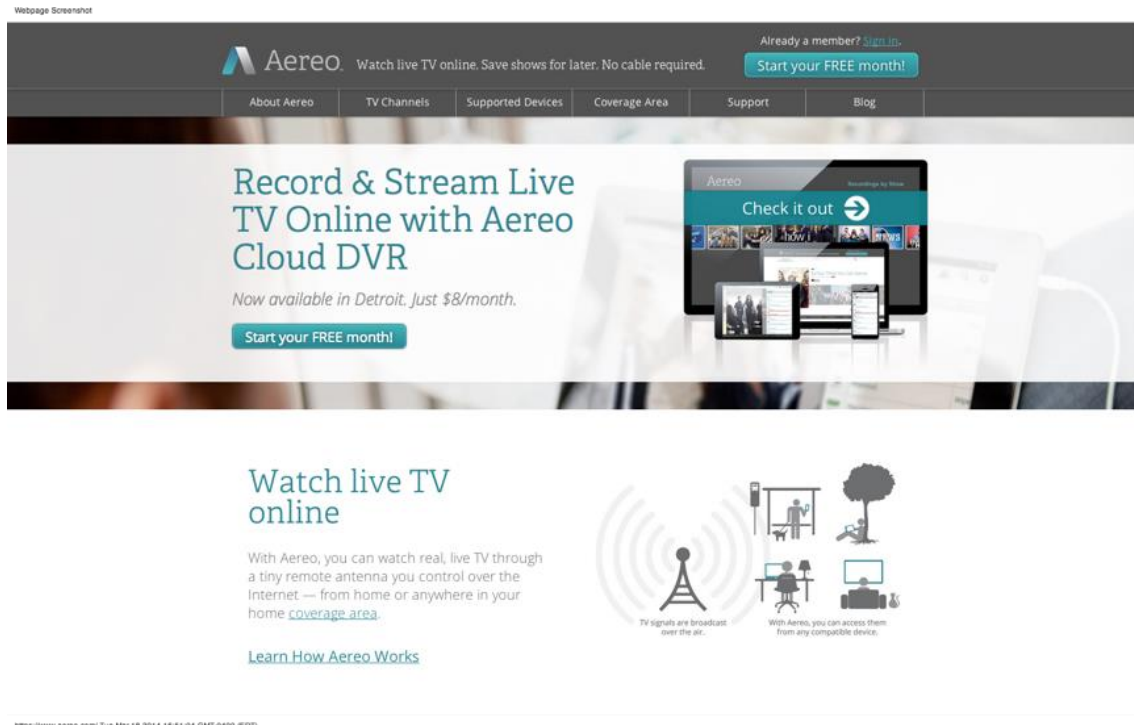 Webpage Screenshot
Already a member? Sign in.
Aereo. Watch live TV online. Save shows for later. No cable required.
Start your FREE month!
About Aereo TV Channels Supported Devices Coverage Area Support Blog
Record & Stream Live
TV Online with Aereo
Cloud DVR
Now available in Detroit. Just $8/month.
Start your FREE month!
Aereo
Recordings by Show
Check it out
how i
news
Watch live TV
online
With Aereo, you can watch real, live TV through
a tiny remote antenna you control over the
Internet — from home or anywhere in your
home coverage area.
Learn How Aereo Works
TV signals are broadcast
over the air.
With Aereo, you can access them
from any compatible device.